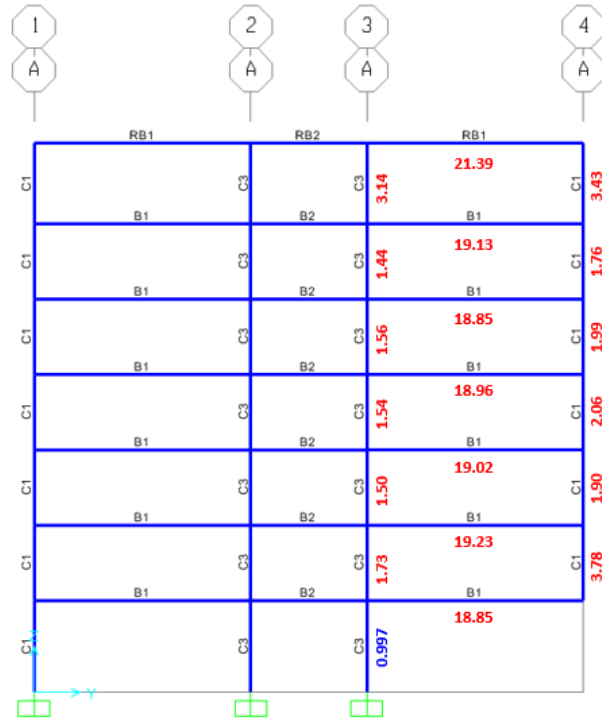 1 2 3 4
A A A A
RB1 RB2 RB1
21.39
C1 C3 C3 3.14 C1 3.43
B1 B2 B1
19.13
C1 C3 C3 1.44 C1 1.76
B1 B2 B1
18.85
C1 C3 C3 1.56 C1 1.99
B1 B2 B1
18.96
C1 C3 C3 1.54 C1 2.06
B1 B2 B1
19.02
C1 C3 C3 1.50 C1 1.90
B1 B2 B1
19.23
C1 C3 C3 1.73 C1 3.78
B1 B2 B1
18.85
C1 C3 C3 0.997
Y